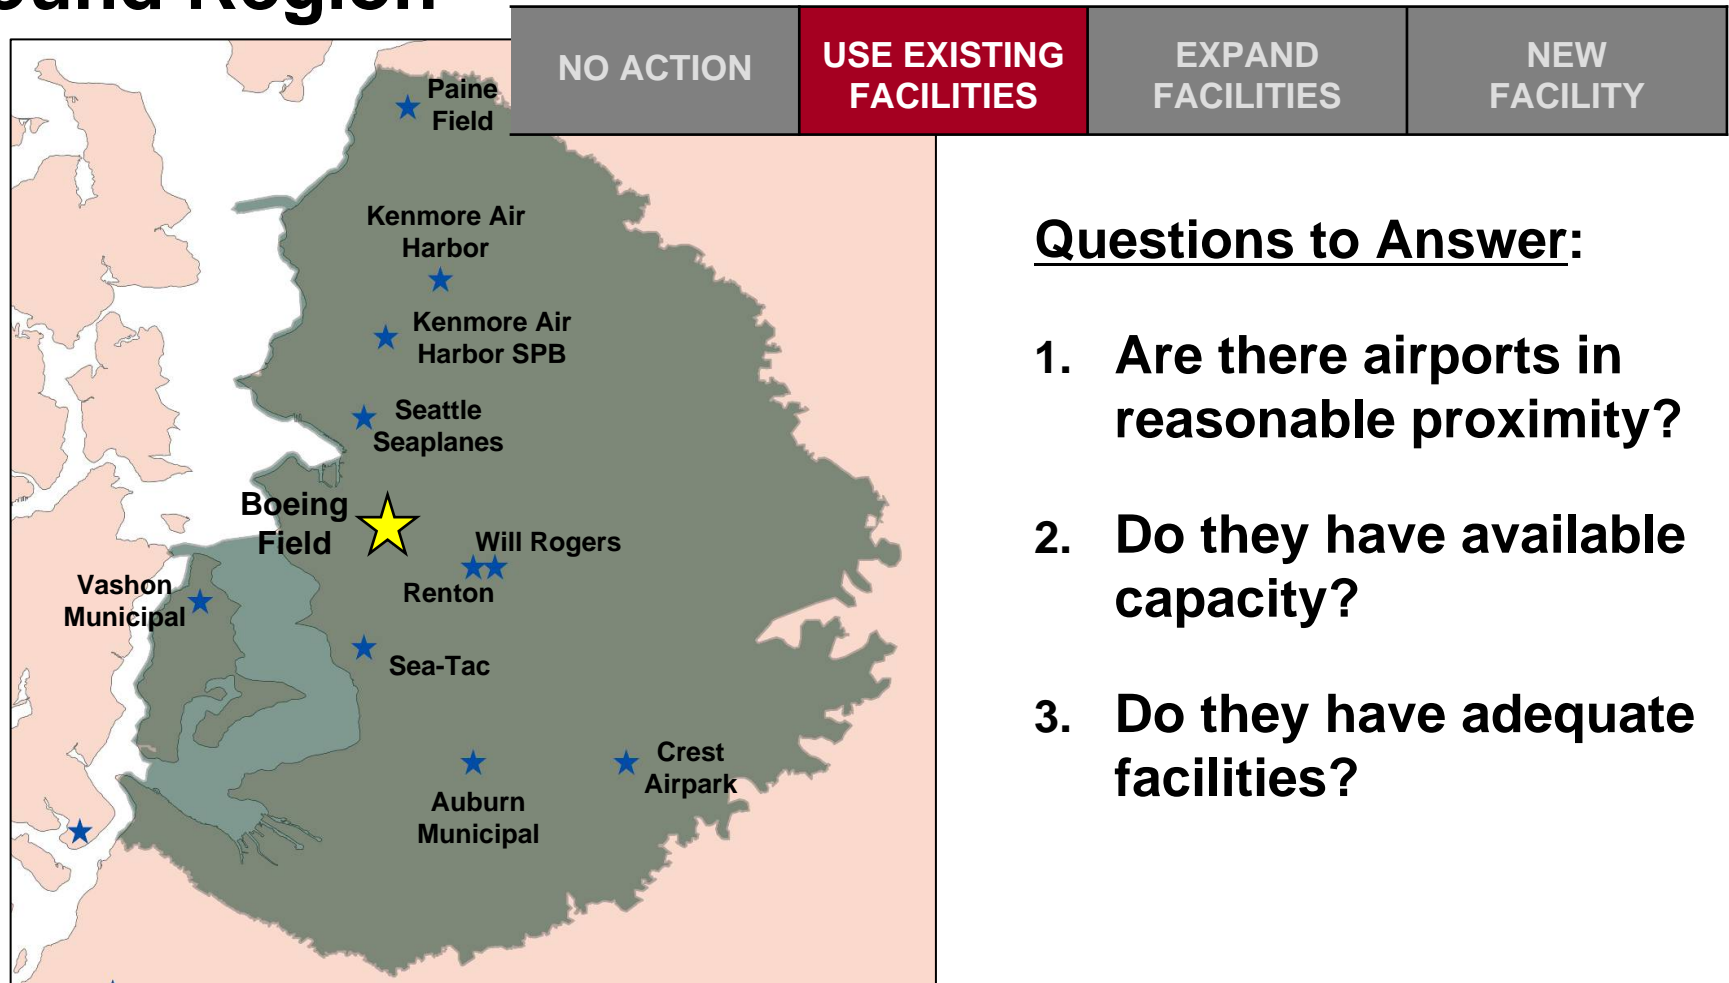 NO ACTION
USE EXISTING
FACILITIES
EXPAND
FACILITIES
NEW
FACILITY
Paine
Field
Kenmore Air
Harbor
Kenmore Air
Harbor SPB
Seattle
Seaplanes
Boeing
Field
Will Rogers
Renton
Vashon
Municipal
Sea-Tac
Crest
Airpark
Auburn
Municipal
Questions to Answer:
1. Are there airports in
reasonable proximity?
2. Do they have available
capacity?
3. Do they have adequate
facilities?